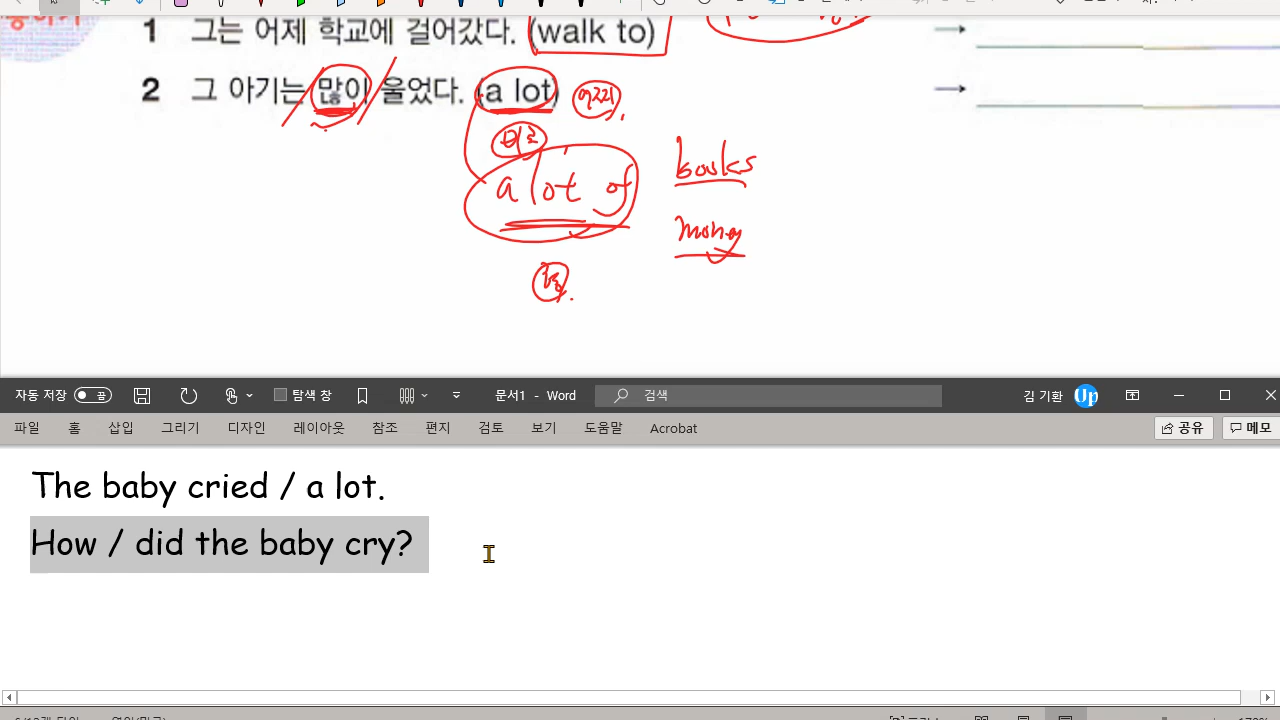 1 그는 어제 학교에 걸어갔다. (walk to) →
2 그 아기는 많이 울었다. (a lot) →
a lot of
books
money
자동 저장 문서1 - Word 검색 김 기환 Up
탐색 창
파일 홈 삽입 그리기 디자인 레이아웃 참조 편지 검토 보기 도움말 Acrobat 공유 메모
The baby cried / a lot.
How / did the baby cry?